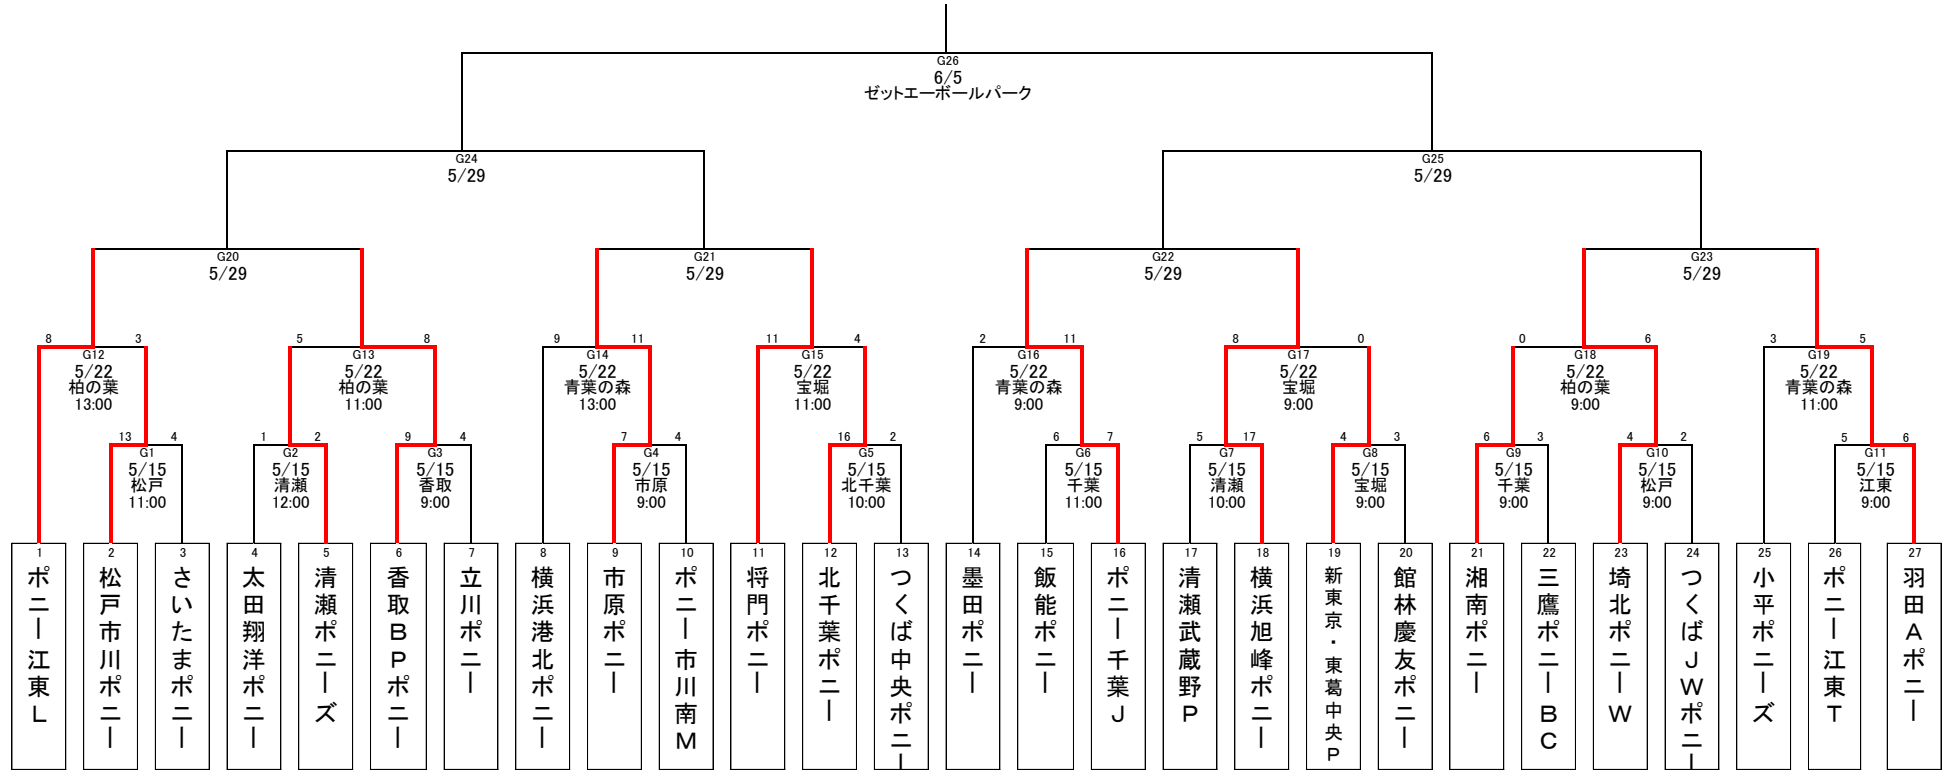 G26
6/5
ゼットエーボールパーク
G24
5/29
G25
5/29
G20
5/29
G21
5/29
G22
5/29
G23
5/29
8 3
G12
5/22
柏の葉
13:00
5 8
G13
5/22
柏の葉
11:00
9 11
G14
5/22
青葉の森
13:00
11 4
G15
5/22
宝堀
11:00
2 11
G16
5/22
青葉の森
9:00
8 0
G17
5/22
宝堀
9:00
0 6
G18
5/22
柏の葉
9:00
3 5
G19
5/22
青葉の森
11:00
13 4
G1
5/15
松戸
11:00
1 2
G2
5/15
清瀬
12:00
9 4
G3
5/15
香取
9:00
7 4
G4
5/15
市原
9:00
16 2
G5
5/15
北千葉
10:00
6 7
G6
5/15
千葉
11:00
5 17
G7
5/15
清瀬
10:00
4 3
G8
5/15
宝堀
9:00
6 3
G9
5/15
千葉
9:00
4 2
G10
5/15
松戸
9:00
5 6
G11
5/15
江東
9:00
1
ポニー江東L
2
松戸市川ポニー
3
さいたまポニー
4
太田翔洋ポニー
5
清瀬ポニーズ
6
香取BPポニー
7
立川ポニー
8
横浜港北ポニー
9
市原ポニー
10
ポニー市川南M
11
将門ポニー
12
北千葉ポニー
13
つくば中央ポニー
14
墨田ポニー
15
飯能ポニー
16
ポニー千葉J
17
清瀬武蔵野P
18
横浜旭峰ポニー
19
新東京・東葛中央P
20
館林慶友ポニー
21
湘南ポニー
22
三鷹ポニーBC
23
埼北ポニーW
24
つくばJWポニー
25
小平ポニーズ
26
ポニー江東T
27
羽田Aポニー